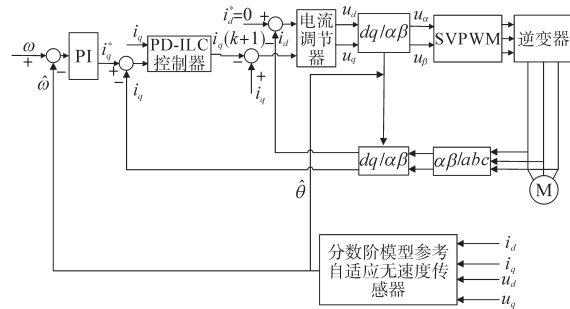 i_d^*=0 +
−
i_d
ω
+
ω̂
−
PI
i_q^*
+
−
i_q
i_q
PD-ILC
控制器
i_q(k+1)
−
+
i_q
电流
调节
器
u_d
u_q
dq/αβ
u_α
u_β
SVPWM
逆变器
dq/αβ
αβ/abc
M
θ̂
分数阶模型参考
自适应无速度传
感器
i_d
i_q
u_d
u_q